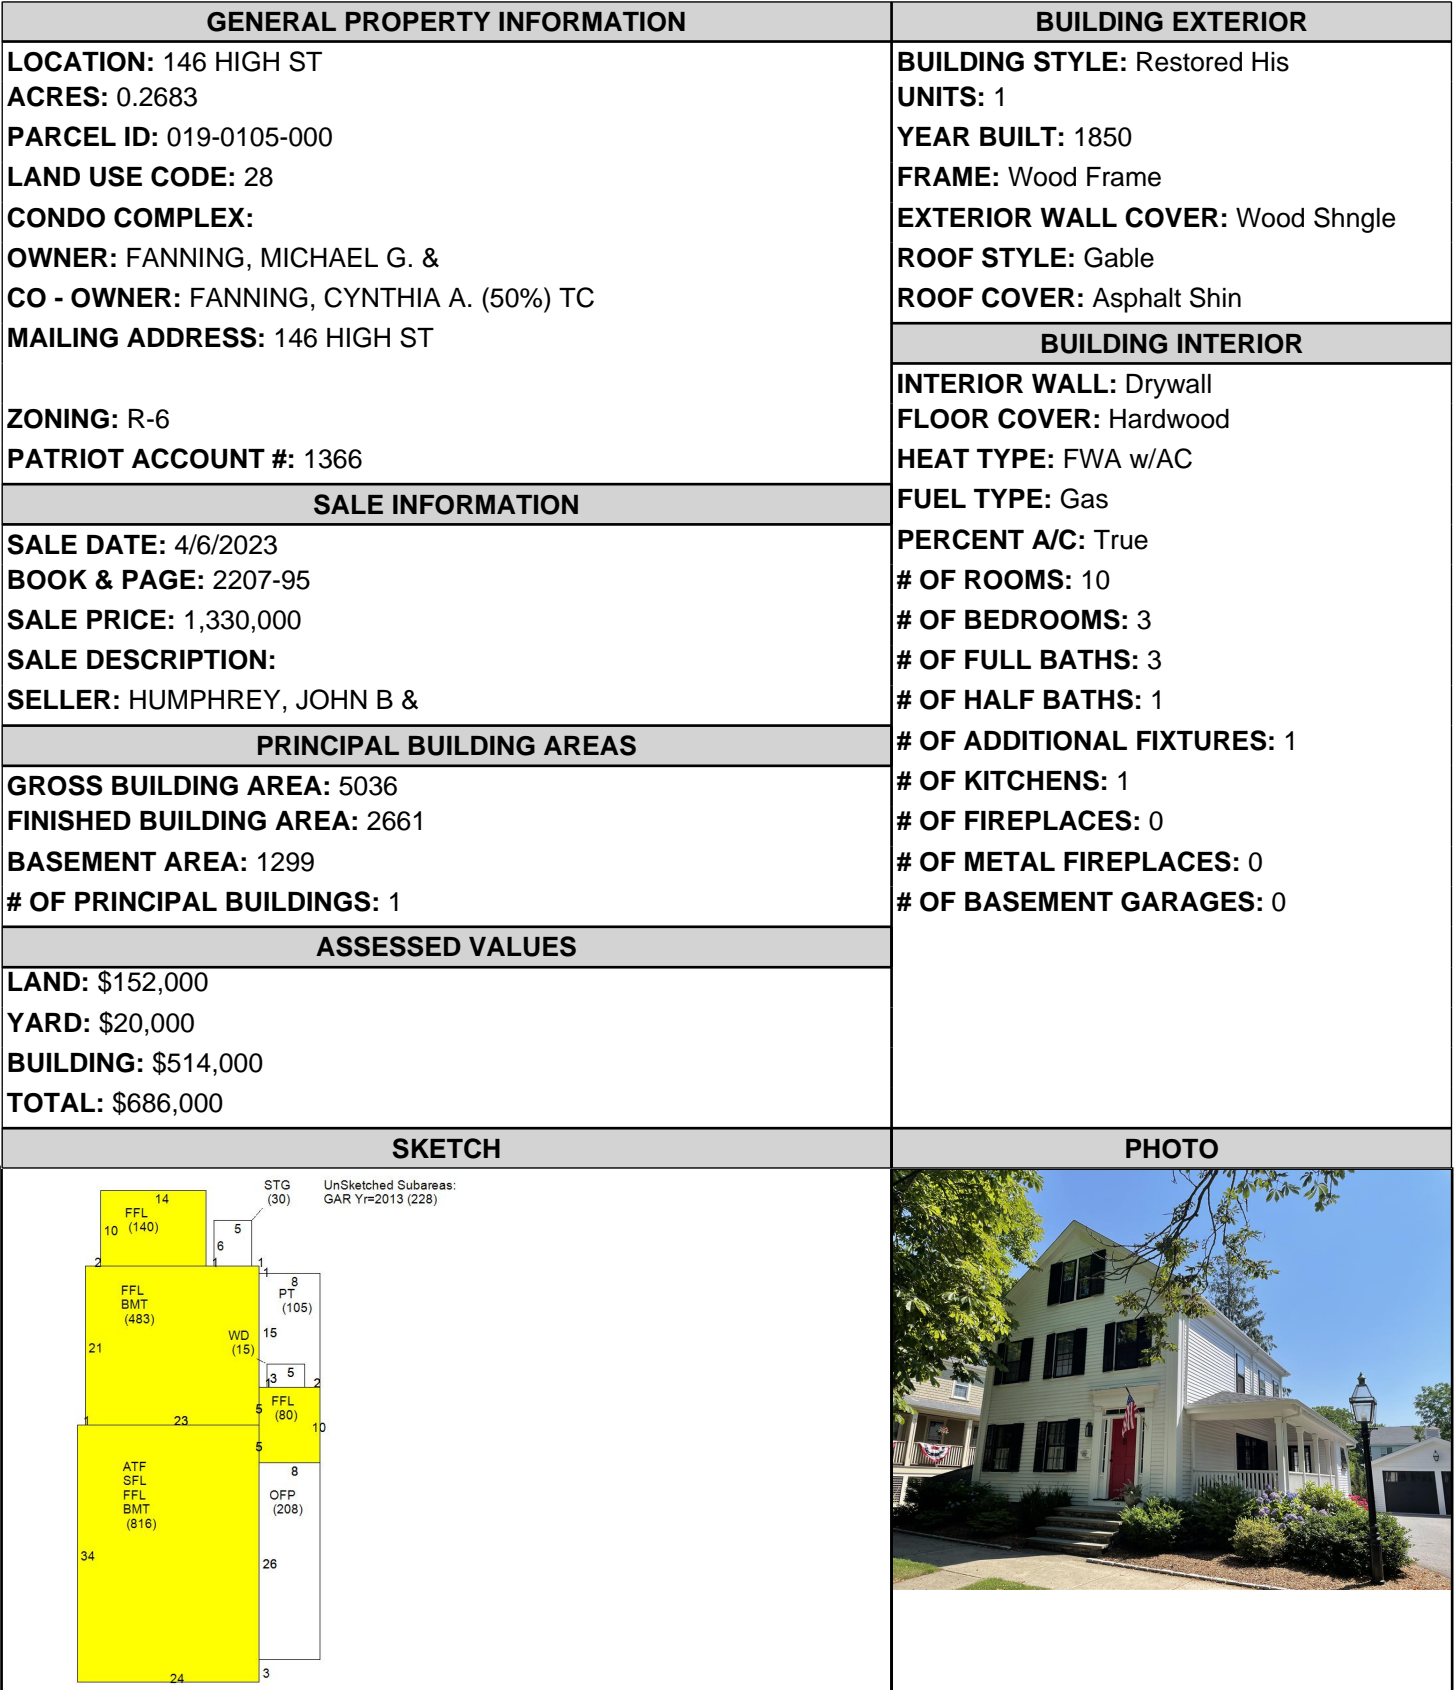 GENERAL PROPERTY INFORMATION
LOCATION: 146 HIGH ST
ACRES: 0.2683
PARCEL ID: 019-0105-000
LAND USE CODE: 28
CONDO COMPLEX:
OWNER: FANNING, MICHAEL G. &
CO - OWNER: FANNING, CYNTHIA A. (50%) TC
MAILING ADDRESS: 146 HIGH ST
ZONING: R-6
PATRIOT ACCOUNT #: 1366
SALE INFORMATION
SALE DATE: 4/6/2023
BOOK & PAGE: 2207-95
SALE PRICE: 1,330,000
SALE DESCRIPTION:
SELLER: HUMPHREY, JOHN B &
PRINCIPAL BUILDING AREAS
GROSS BUILDING AREA: 5036
FINISHED BUILDING AREA: 2661
BASEMENT AREA: 1299
# OF PRINCIPAL BUILDINGS: 1
ASSESSED VALUES
LAND: $152,000
YARD: $20,000
BUILDING: $514,000
TOTAL: $686,000
BUILDING EXTERIOR
BUILDING STYLE: Restored His
UNITS: 1
YEAR BUILT: 1850
FRAME: Wood Frame
EXTERIOR WALL COVER: Wood Shngle
ROOF STYLE: Gable
ROOF COVER: Asphalt Shin
BUILDING INTERIOR
INTERIOR WALL: Drywall
FLOOR COVER: Hardwood
HEAT TYPE: FWA w/AC
FUEL TYPE: Gas
PERCENT A/C: True
# OF ROOMS: 10
# OF BEDROOMS: 3
# OF FULL BATHS: 3
# OF HALF BATHS: 1
# OF ADDITIONAL FIXTURES: 1
# OF KITCHENS: 1
# OF FIREPLACES: 0
# OF METAL FIREPLACES: 0
# OF BASEMENT GARAGES: 0
SKETCH
STG
(30)
UnSketched Subareas:
GAR Yr=2013 (228)
14
FFL
10 (140)
5
6
2
1
1
1
FFL
BMT
(483)
21
8
PT
(105)
15
WD
(15)
3
5
1
2
FFL
(80)
5
10
1
23
5
ATF
SFL
FFL
BMT
(816)
34
8
OFP
(208)
26
24
3
PHOTO